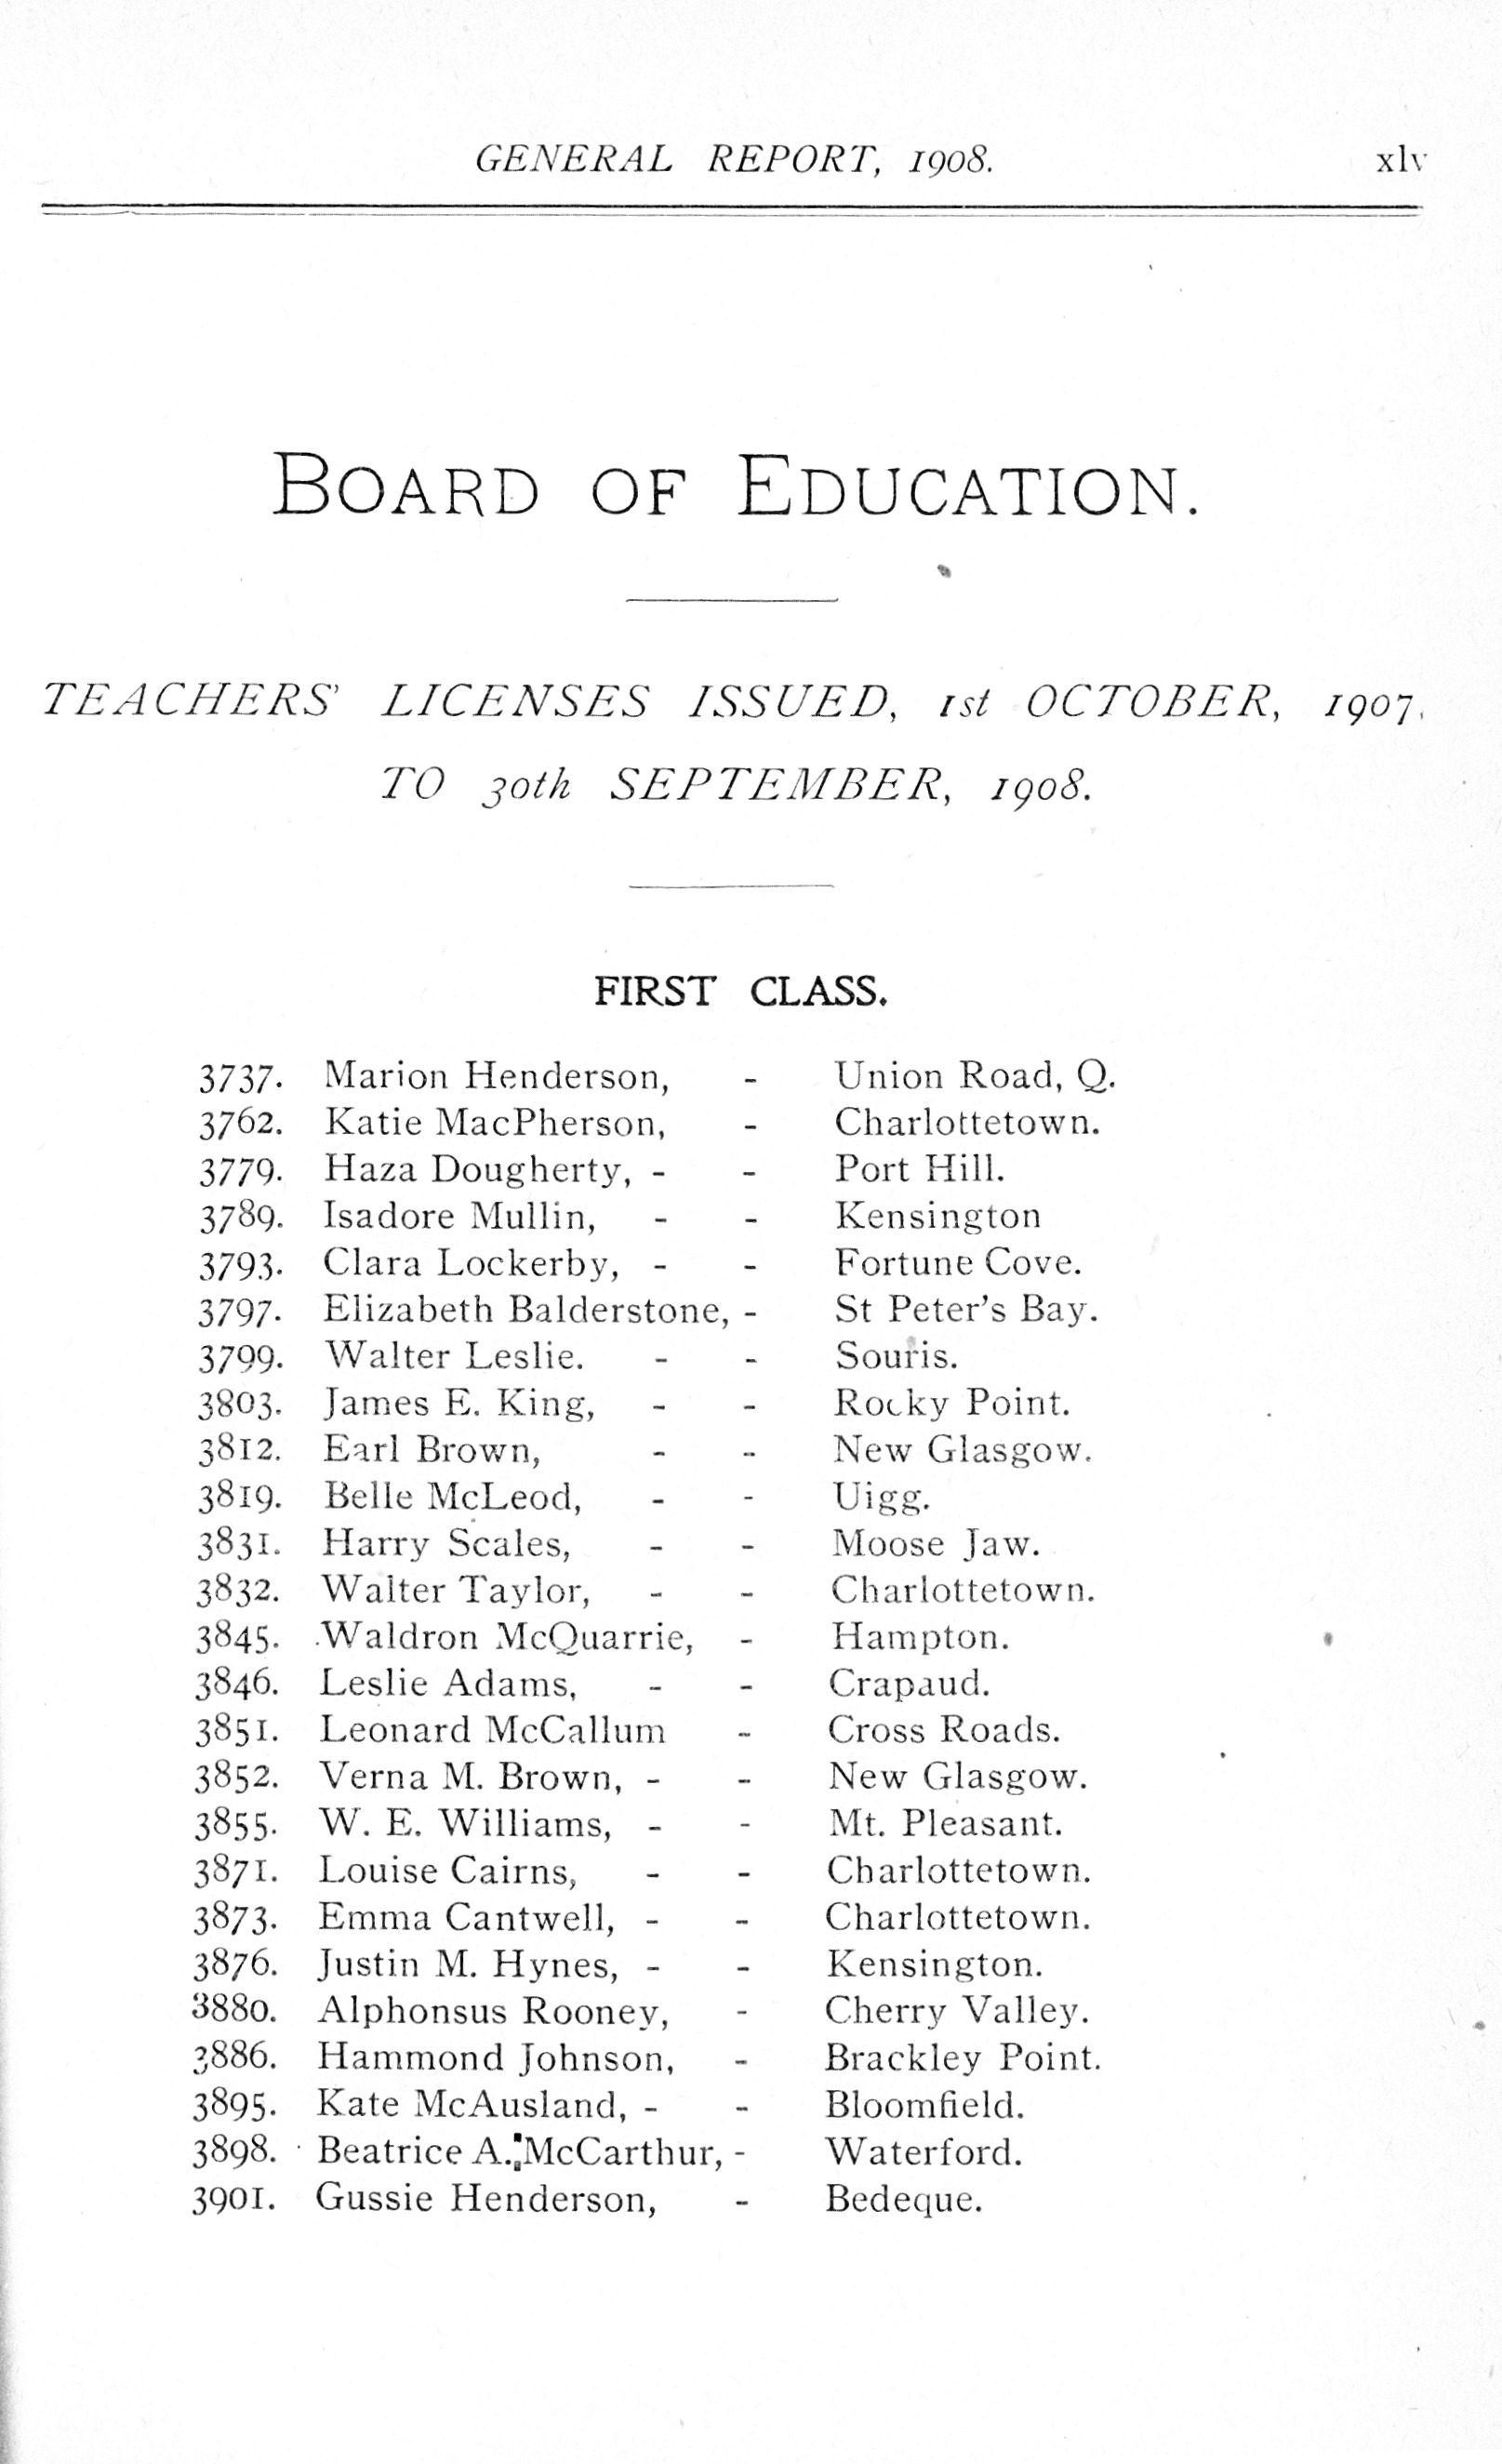 GENERAL REPORT, 1908. xlv
BOARD OF EDUCATION.
TEACHERS' LICENSES ISSUED, 1st OCTOBER, 1907,
TO 30th SEPTEMBER, 1908.
FIRST CLASS.
3737. Marion Henderson, - Union Road, Q.
3762. Katie MacPherson, - Charlottetown.
3779. Haza Dougherty, - - Port Hill.
3789. Isadore Mullin, - - Kensington
3793. Clara Lockerby, - - Fortune Cove.
3797. Elizabeth Balderstone, - St Peter's Bay.
3799. Walter Leslie. - - Souris.
3803. James E. King, - - Rocky Point.
3812. Earl Brown, - - New Glasgow.
3819. Belle McLeod, - - Uigg.
3831. Harry Scales, - - Moose Jaw.
3832. Walter Taylor, - - Charlottetown.
3845. Waldron McQuarrie, - Hampton.
3846. Leslie Adams, - - Crapaud.
3851. Leonard McCallum - Cross Roads.
3852. Verna M. Brown, - - New Glasgow.
3855. W. E. Williams, - - Mt. Pleasant.
3871. Louise Cairns, - - Charlottetown.
3873. Emma Cantwell, - - Charlottetown.
3876. Justin M. Hynes, - - Kensington.
3880. Alphonsus Rooney, - Cherry Valley.
3886. Hammond Johnson, - Brackley Point.
3895. Kate McAusland, - - Bloomfield.
3898. Beatrice A. McCarthur, - Waterford.
3901. Gussie Henderson, - Bedeque.